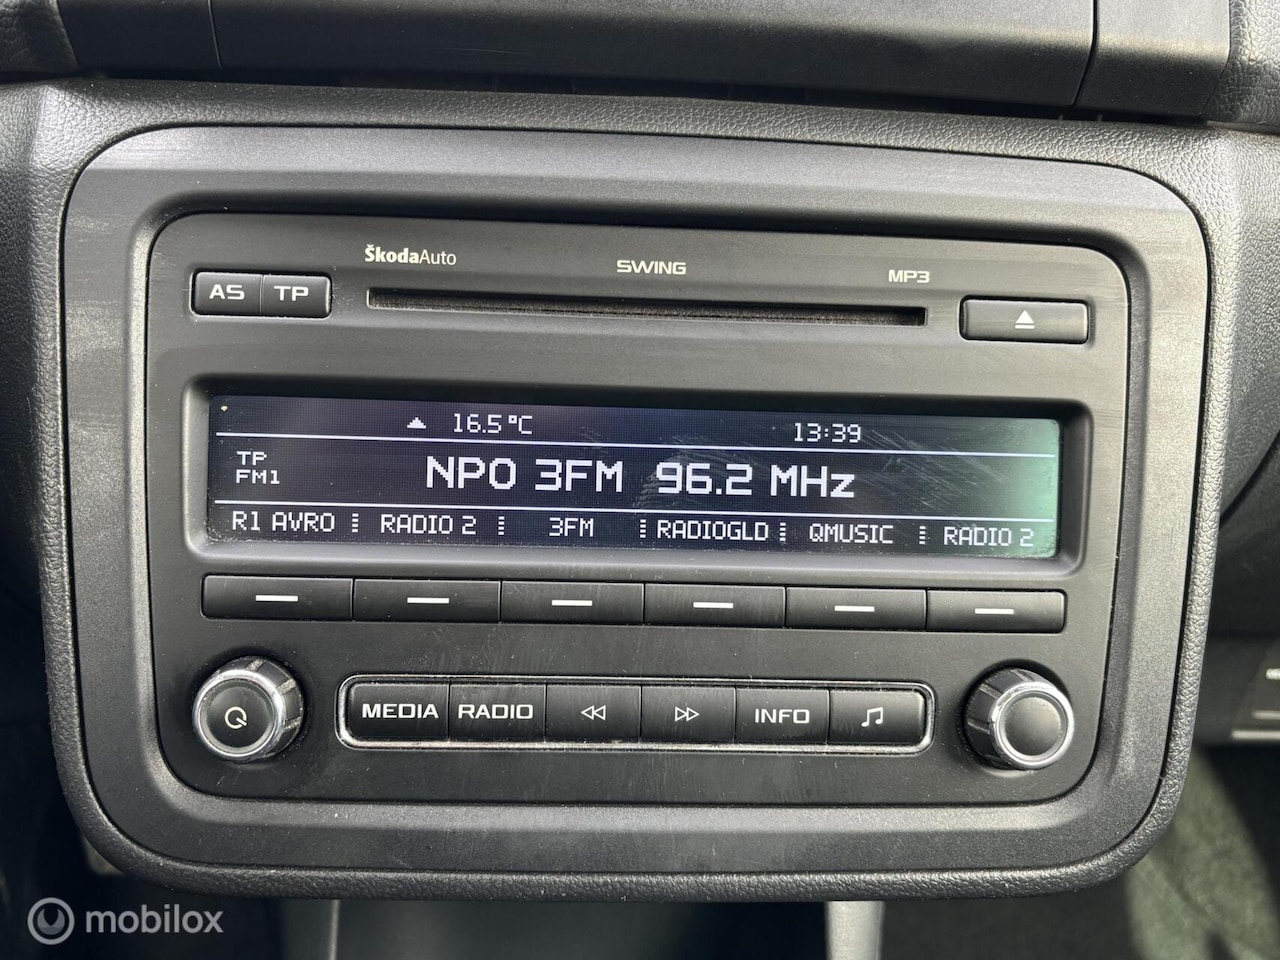 ŠkodaAuto SWING MP3
AS TP
16.5°C 13:39
TP
FM1
NPO 3FM 96.2 MHz
R1 AVRO RADIO 2 3FM RADIOGLD QMUSIC RADIO 2
MEDIA RADIO INFO
mobilox